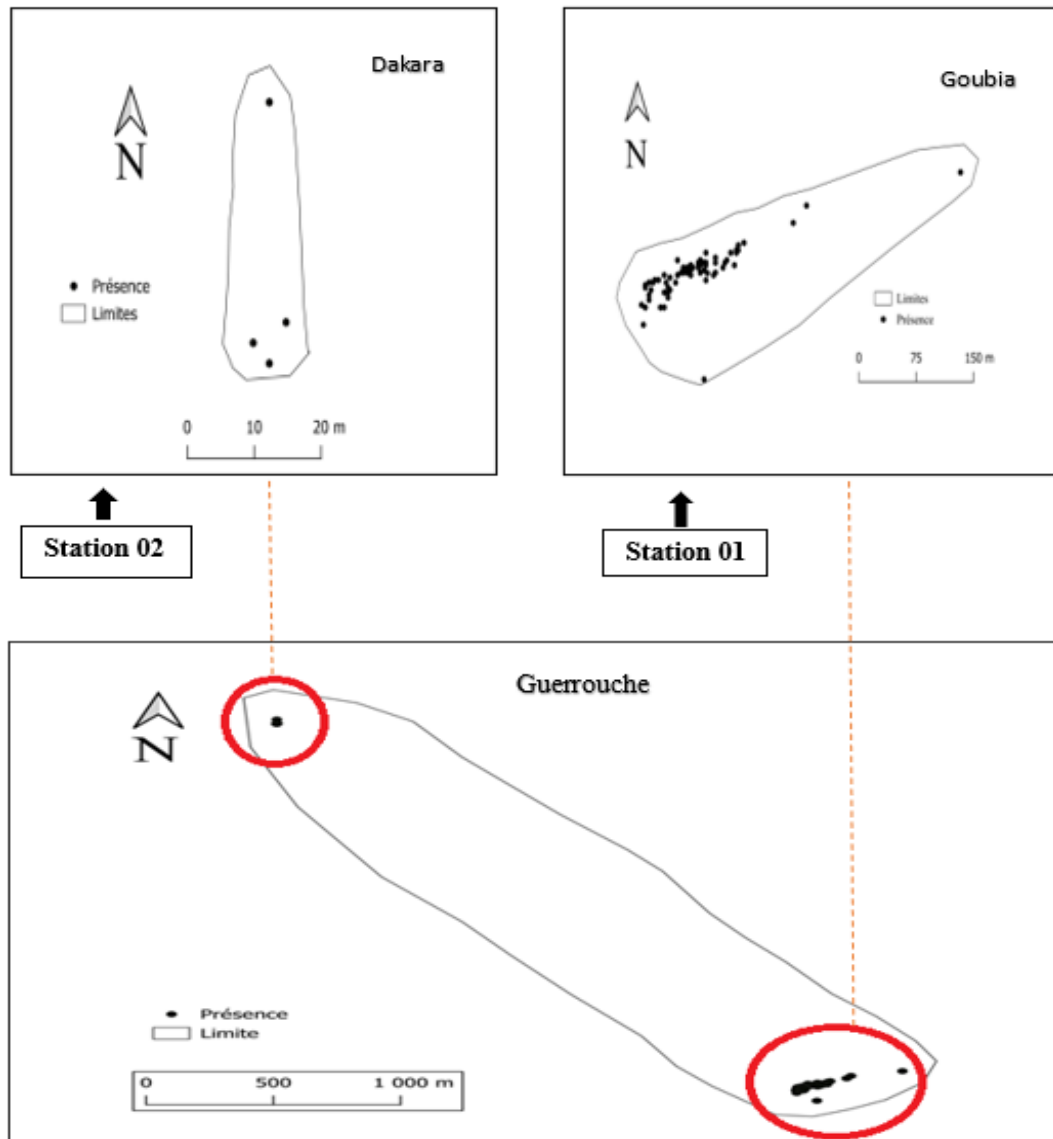 Dakara
N
Présence
Limites
0 10 20 m
Station 02
Goubia
N
Limites
Présence
0 75 150 m
Station 01
Guerrouche
N
Présence
Limite
0 500 1 000 m